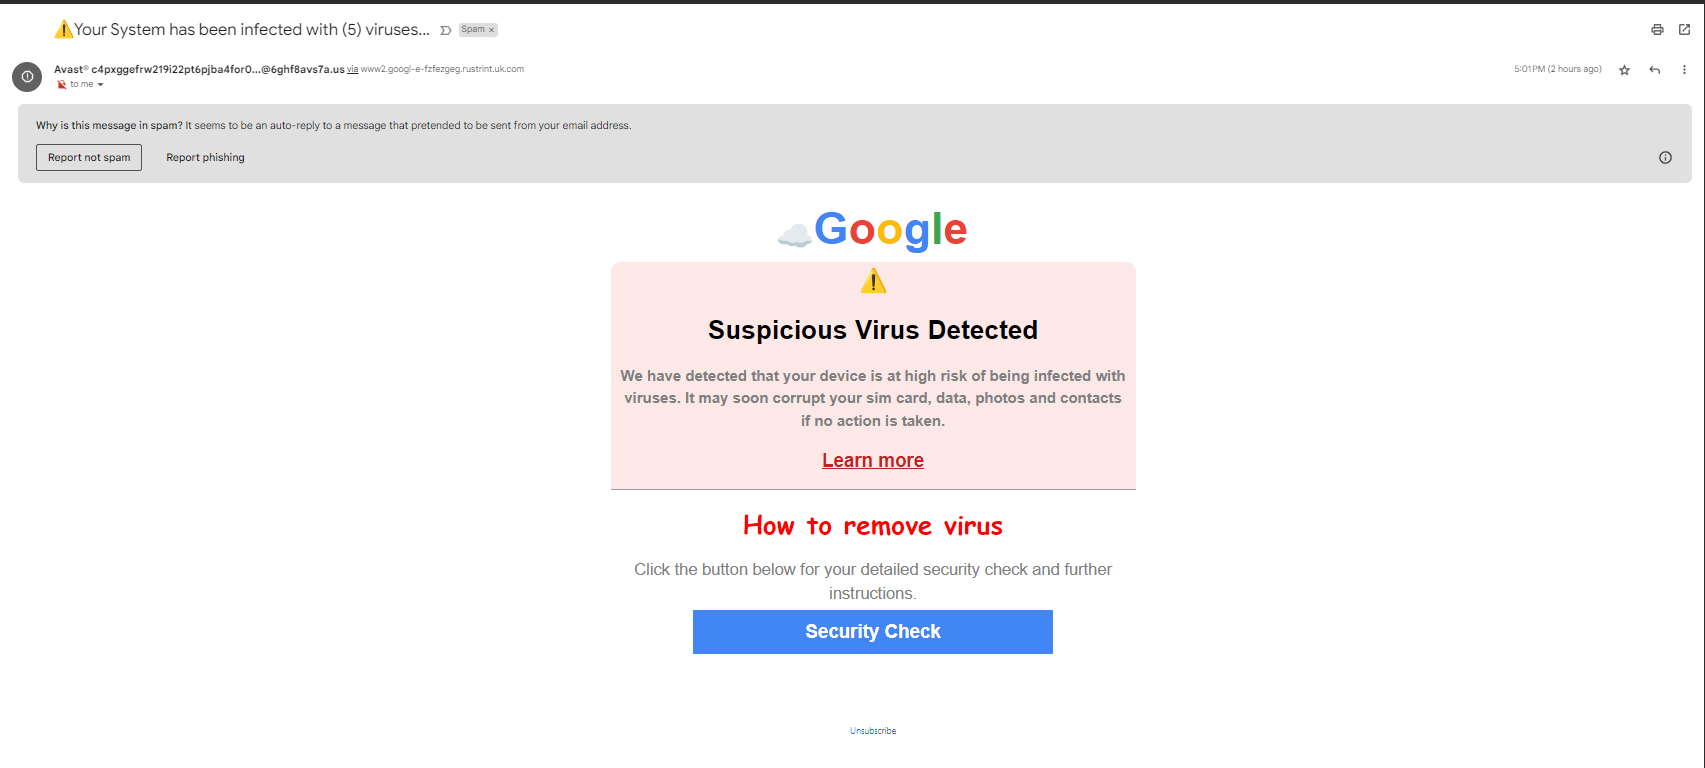 ⚠️Your System has been infected with (5) viruses... Spam x
Avast® c4pxggefrw219i22pt6pjba4for0...@6ghf8avs7a.us via www2.googl-e-fzfezgeg.rustrint.uk.com 5:01 PM (2 hours ago)
to me
Why is this message in spam? It seems to be an auto-reply to a message that pretended to be sent from your email address.
Report not spam Report phishing
Google
Suspicious Virus Detected
We have detected that your device is at high risk of being infected with
viruses. It may soon corrupt your sim card, data, photos and contacts
if no action is taken.
Learn more
How to remove virus
Click the button below for your detailed security check and further
instructions.
Security Check
Unsubscribe